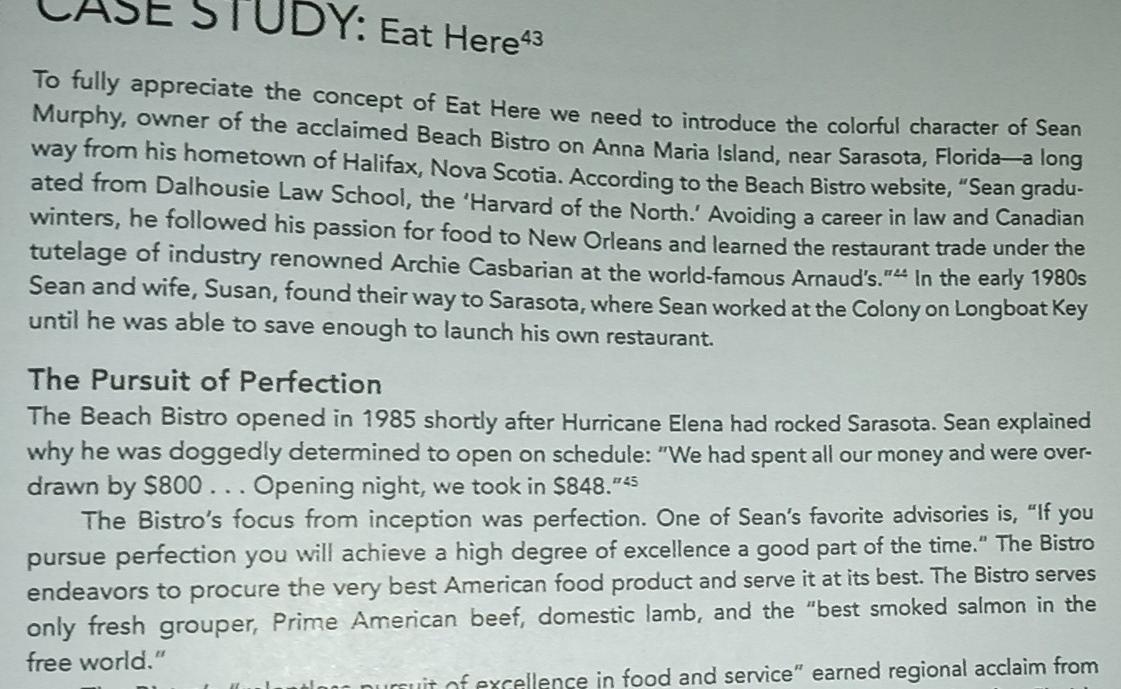 CASE STUDY: Eat Here43
To fully appreciate the concept of Eat Here we need to introduce the colorful character of Sean
Murphy, owner of the acclaimed Beach Bistro on Anna Maria Island, near Sarasota, Florida—a long
way from his hometown of Halifax, Nova Scotia. According to the Beach Bistro website, "Sean gradu-
ated from Dalhousie Law School, the 'Harvard of the North.' Avoiding a career in law and Canadian
winters, he followed his passion for food to New Orleans and learned the restaurant trade under the
tutelage of industry renowned Archie Casbarian at the world-famous Arnaud's."44 In the early 1980s
Sean and wife, Susan, found their way to Sarasota, where Sean worked at the Colony on Longboat Key
until he was able to save enough to launch his own restaurant.
The Pursuit of Perfection
The Beach Bistro opened in 1985 shortly after Hurricane Elena had rocked Sarasota. Sean explained
why he was doggedly determined to open on schedule: "We had spent all our money and were over-
drawn by $800 . . . Opening night, we took in $848."45
The Bistro's focus from inception was perfection. One of Sean's favorite advisories is, "If you
pursue perfection you will achieve a high degree of excellence a good part of the time." The Bistro
endeavors to procure the very best American food product and serve it at its best. The Bistro serves
only fresh grouper, Prime American beef, domestic lamb, and the "best smoked salmon in the
free world."
pursuit of excellence in food and service" earned regional acclaim from